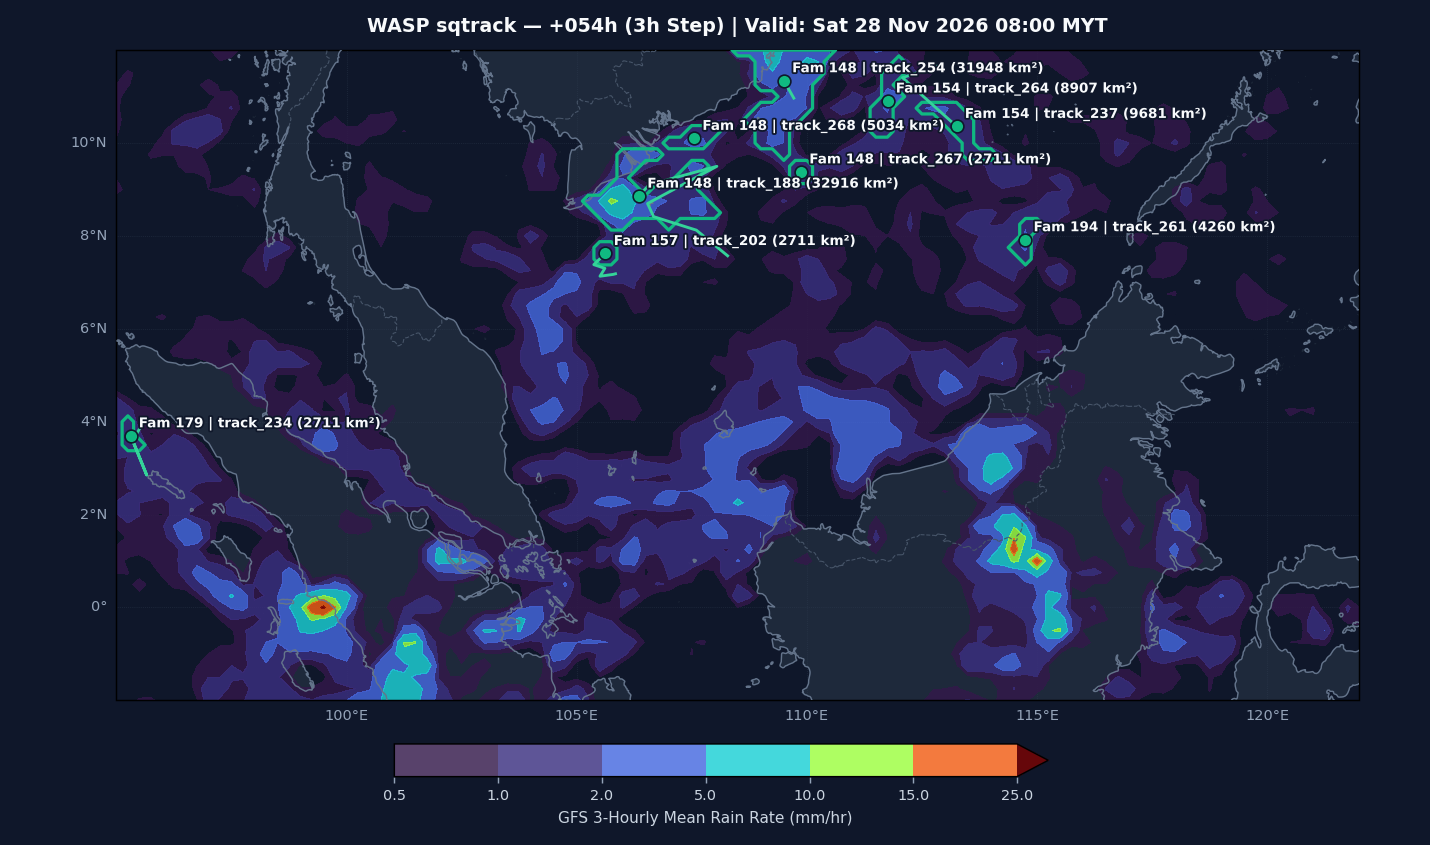 WASP sqtrack — +054h (3h Step) | Valid: Sat 28 Nov 2026 08:00 MYT
Fam 148 | track_254 (31948 km²)
Fam 154 | track_264 (8907 km²)
Fam 154 | track_237 (9681 km²)
Fam 148 | track_268 (5034 km²)
Fam 148 | track_267 (2711 km²)
Fam 148 | track_188 (32916 km²)
Fam 194 | track_261 (4260 km²)
Fam 157 | track_202 (2711 km²)
Fam 179 | track_234 (2711 km²)
10°N
8°N
6°N
4°N
2°N
0°
100°E 105°E 110°E 115°E 120°E
0.5 1.0 2.0 5.0 10.0 15.0 25.0
GFS 3-Hourly Mean Rain Rate (mm/hr)